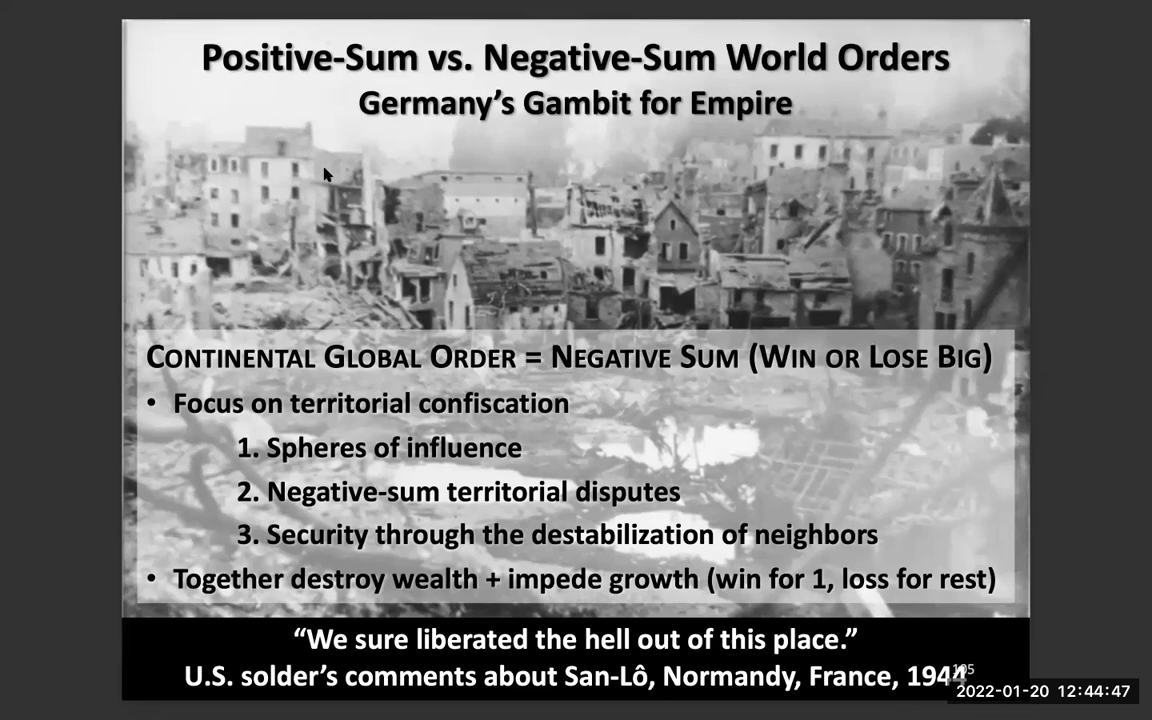 Positive-Sum vs. Negative-Sum World Orders
Germany's Gambit for Empire
CONTINENTAL GLOBAL ORDER = NEGATIVE SUM (WIN OR LOSE BIG)
• Focus on territorial confiscation
1. Spheres of influence
2. Negative-sum territorial disputes
3. Security through the destabilization of neighbors
• Together destroy wealth + impede growth (win for 1, loss for rest)
“We sure liberated the hell out of this place.”
U.S. solder's comments about San-Lô, Normandy, France, 1944
195
2022-01-20 12:44:47